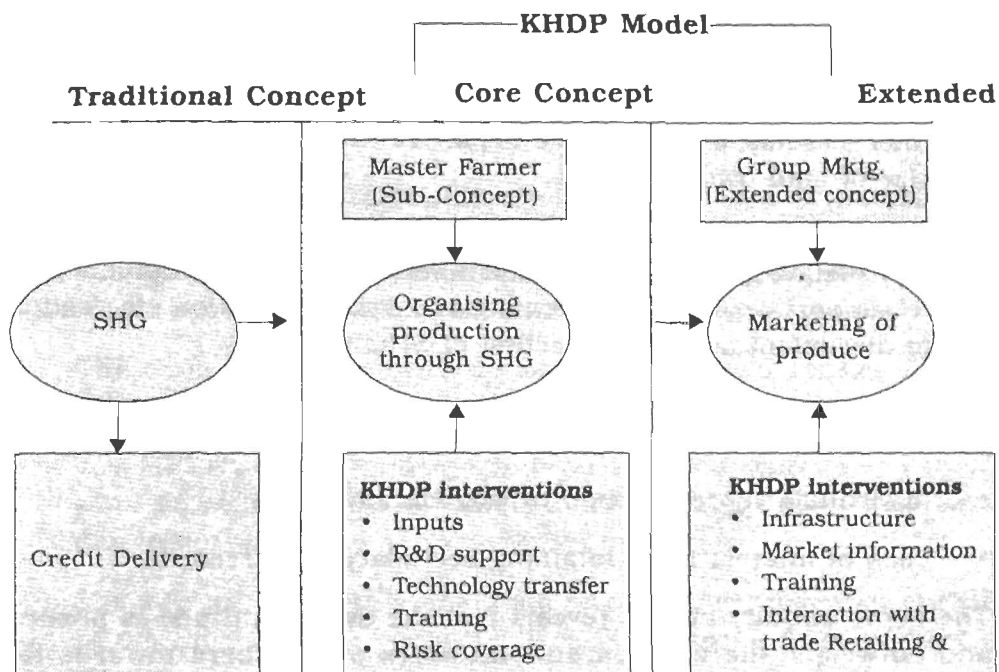 KHDP Model
Traditional Concept
Core Concept
Extended
Master Farmer
(Sub-Concept)
Group Mktg.
(Extended concept)
SHG
Organising
production
through SHG
Marketing of
produce
Credit Delivery
KHDP interventions
• Inputs
• R&D support
• Technology transfer
• Training
• Risk coverage
KHDP interventions
• Infrastructure
• Market information
• Training
• Interaction with
trade Retailing &